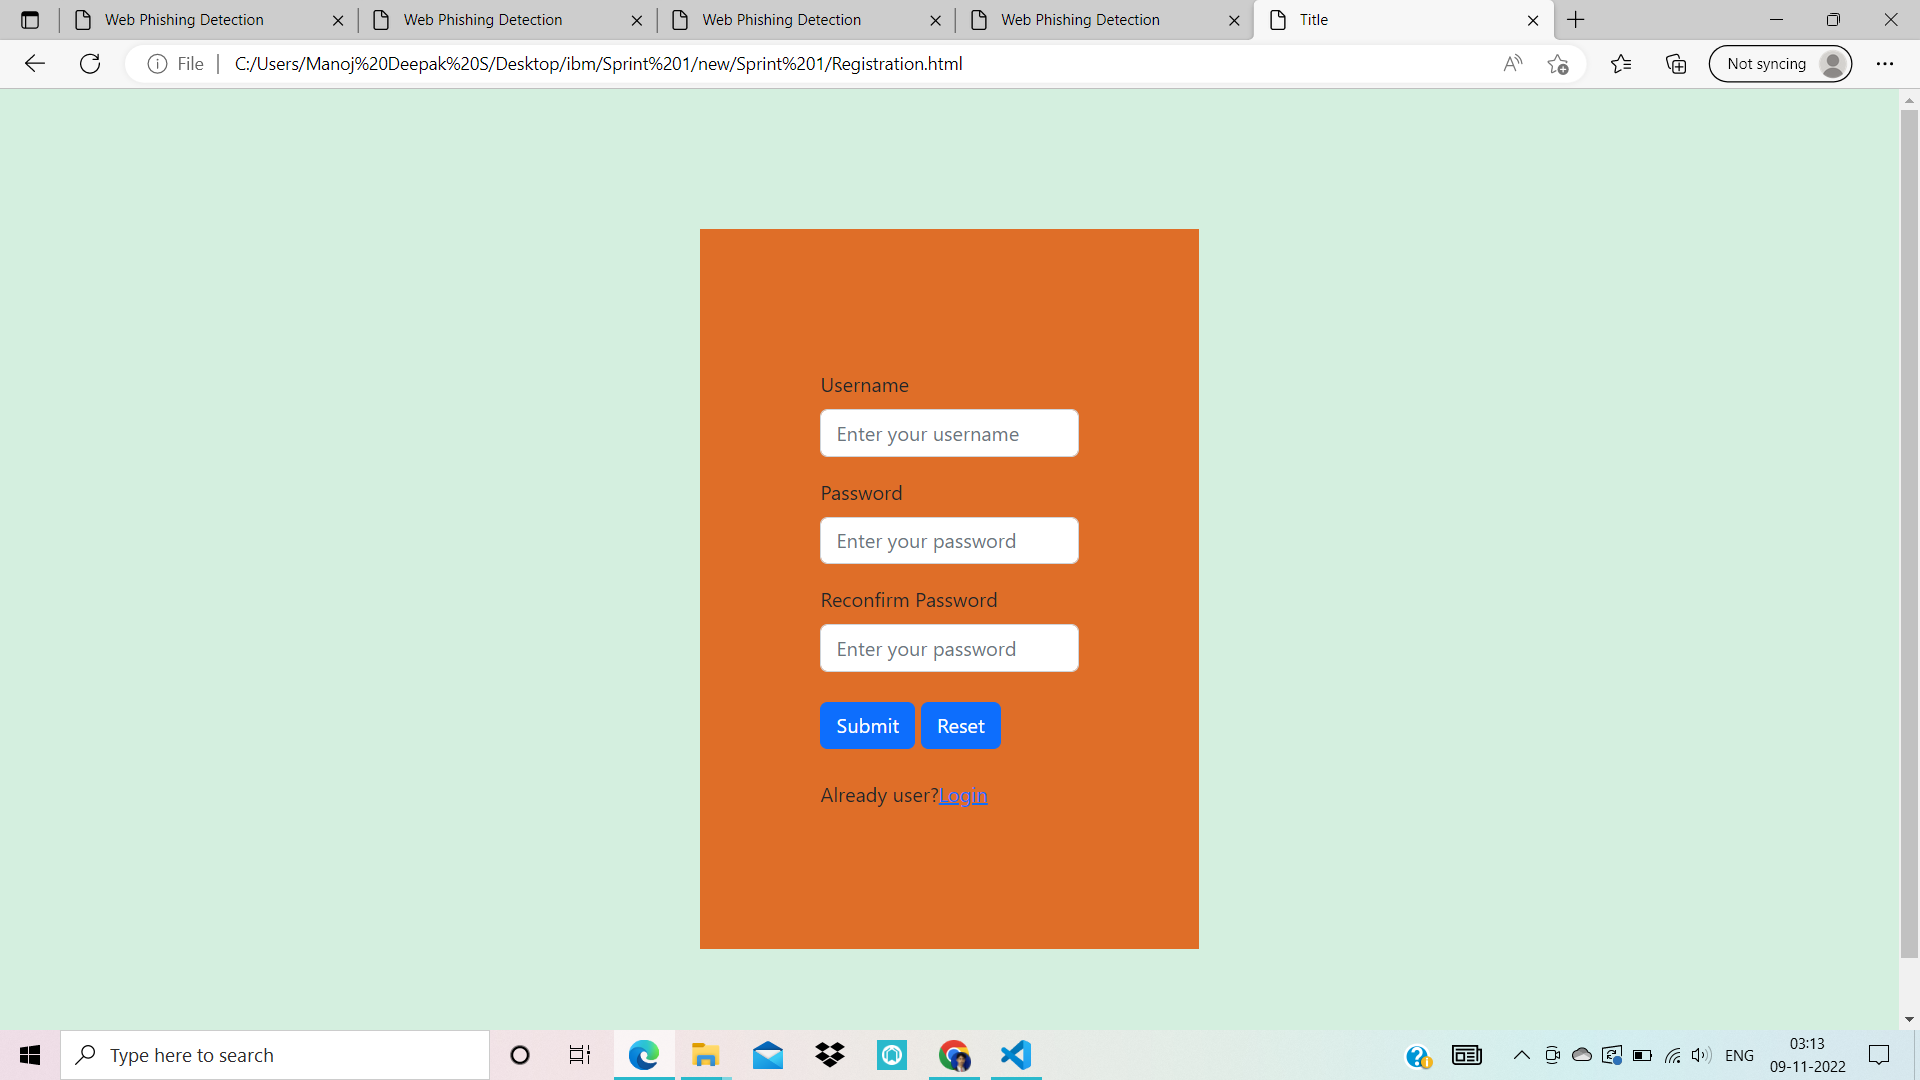 Web Phishing Detection
Web Phishing Detection
Web Phishing Detection
Web Phishing Detection
Title
File
C:/Users/Manoj%20Deepak%20S/Desktop/ibm/Sprint%201/new/Sprint%201/Registration.html
Not syncing
Username
Enter your username
Password
Enter your password
Reconfirm Password
Enter your password
Submit Reset
Already user?Login
Type here to search
ENG
03:13
09-11-2022